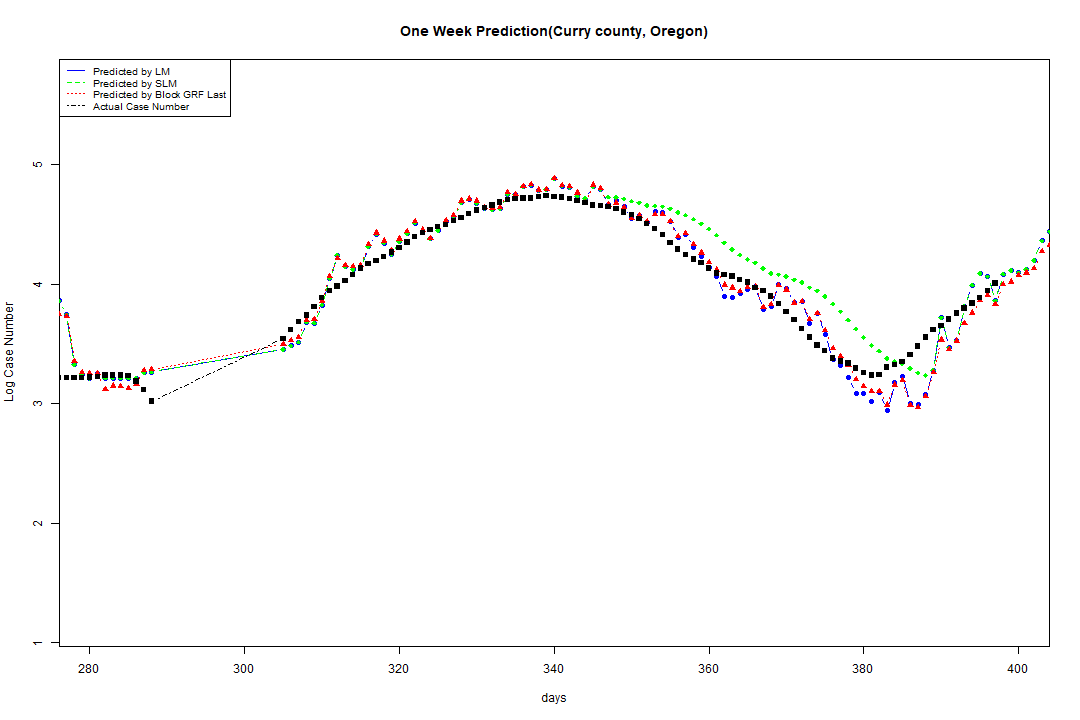 One Week Prediction(Curry county, Oregon)
Predicted by LM
Predicted by SLM
Predicted by Block GRF Last
Actual Case Number
5
4
3
2
1
Log Case Number
280 300 320 340 360 380 400
days